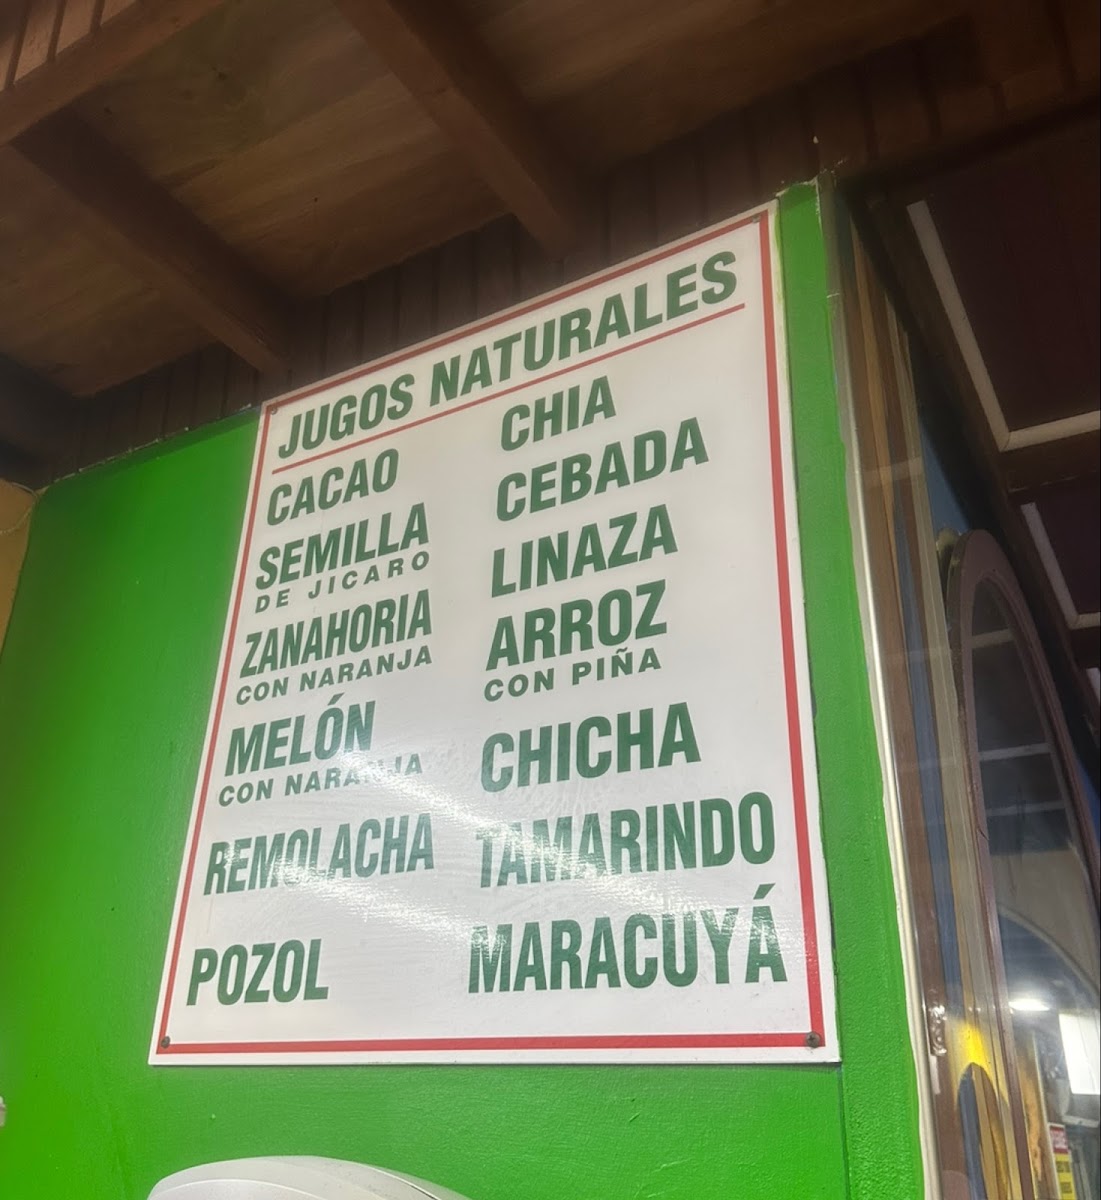 JUGOS NATURALES
CACAO
SEMILLA
DE JICARO
ZANAHORIA
CON NARANJA
MELÓN
CON NARANJA
REMOLACHA
POZOL
CHIA
CEBADA
LINAZA
ARROZ
CON PIÑA
CHICHA
TAMARINDO
MARACUYÁ